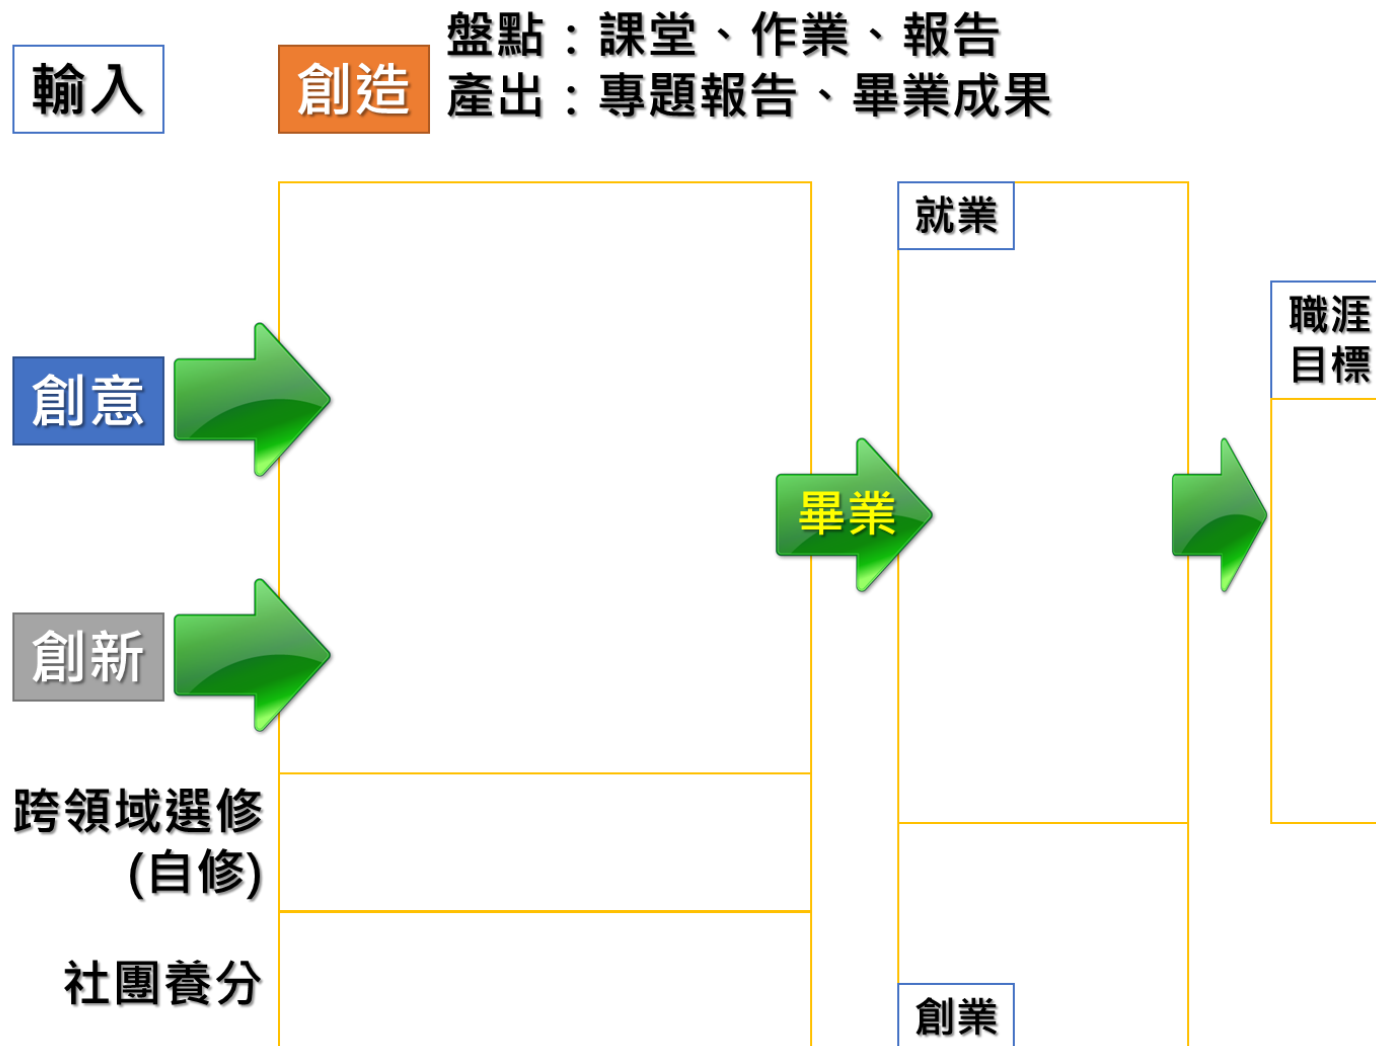 輸入
創造
盤點：課堂、作業、報告
產出：專題報告、畢業成果
就業
職涯
目標
創意
畢業
創新
跨領域選修
(自修)
社團養分
創業